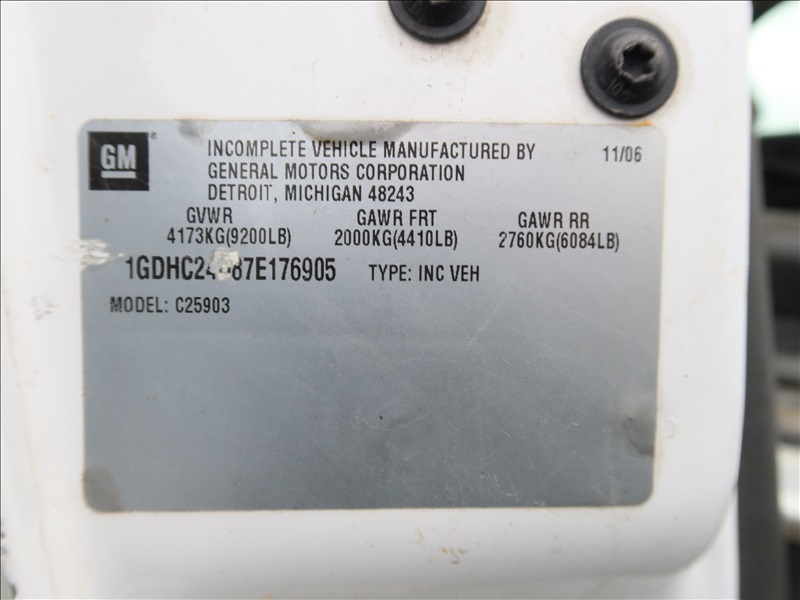 GM
INCOMPLETE VEHICLE MANUFACTURED BY 11/06
GENERAL MOTORS CORPORATION
DETROIT, MICHIGAN 48243
GVWR GAWR FRT GAWR RR
4173KG(9200LB) 2000KG(4410LB) 2760KG(6084LB)
TYPE: INC VEH
MODEL: C25903